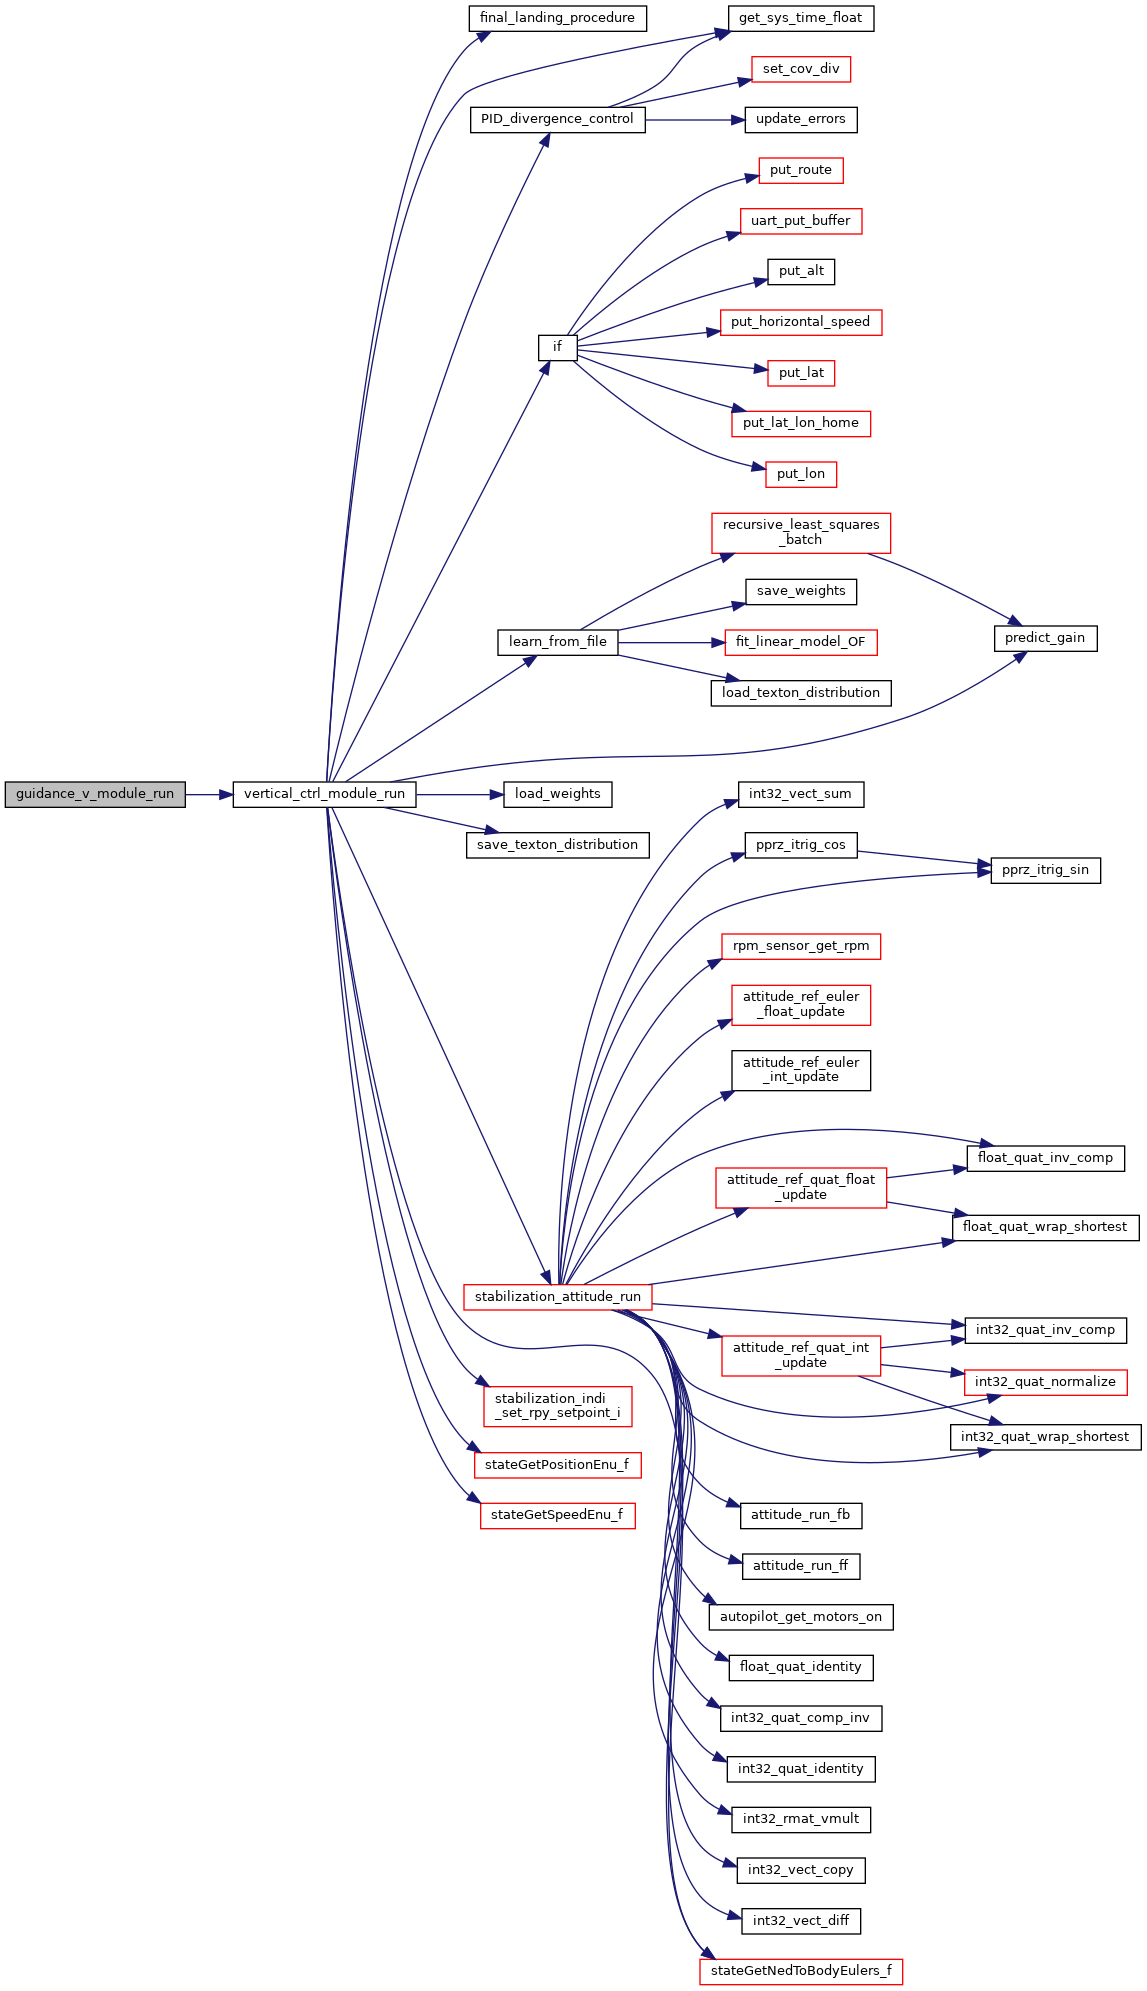 final_landing_procedure
get_sys_time_float
set_cov_div
PID_divergence_control
update_errors
put_route
uart_put_buffer
put_alt
put_horizontal_speed
if
put_lat
put_lat_lon_home
put_lon
recursive_least_squares
_batch
save_weights
predict_gain
learn_from_file
fit_linear_model_OF
load_texton_distribution
guidance_v_module_run
vertical_ctrl_module_run
load_weights
int32_vect_sum
save_texton_distribution
pprz_itrig_cos
pprz_itrig_sin
rpm_sensor_get_rpm
attitude_ref_euler
_float_update
attitude_ref_euler
_int_update
float_quat_inv_comp
attitude_ref_quat_float
_update
float_quat_wrap_shortest
stabilization_attitude_run
int32_quat_inv_comp
attitude_ref_quat_int
_update
int32_quat_normalize
stabilization_indi
_set_rpy_setpoint_i
int32_quat_wrap_shortest
stateGetPositionEnu_f
stateGetSpeedEnu_f
attitude_run_fb
attitude_run_ff
autopilot_get_motors_on
float_quat_identity
int32_quat_comp_inv
int32_quat_identity
int32_rmat_vmult
int32_vect_copy
int32_vect_diff
stateGetNedToBodyEulers_f